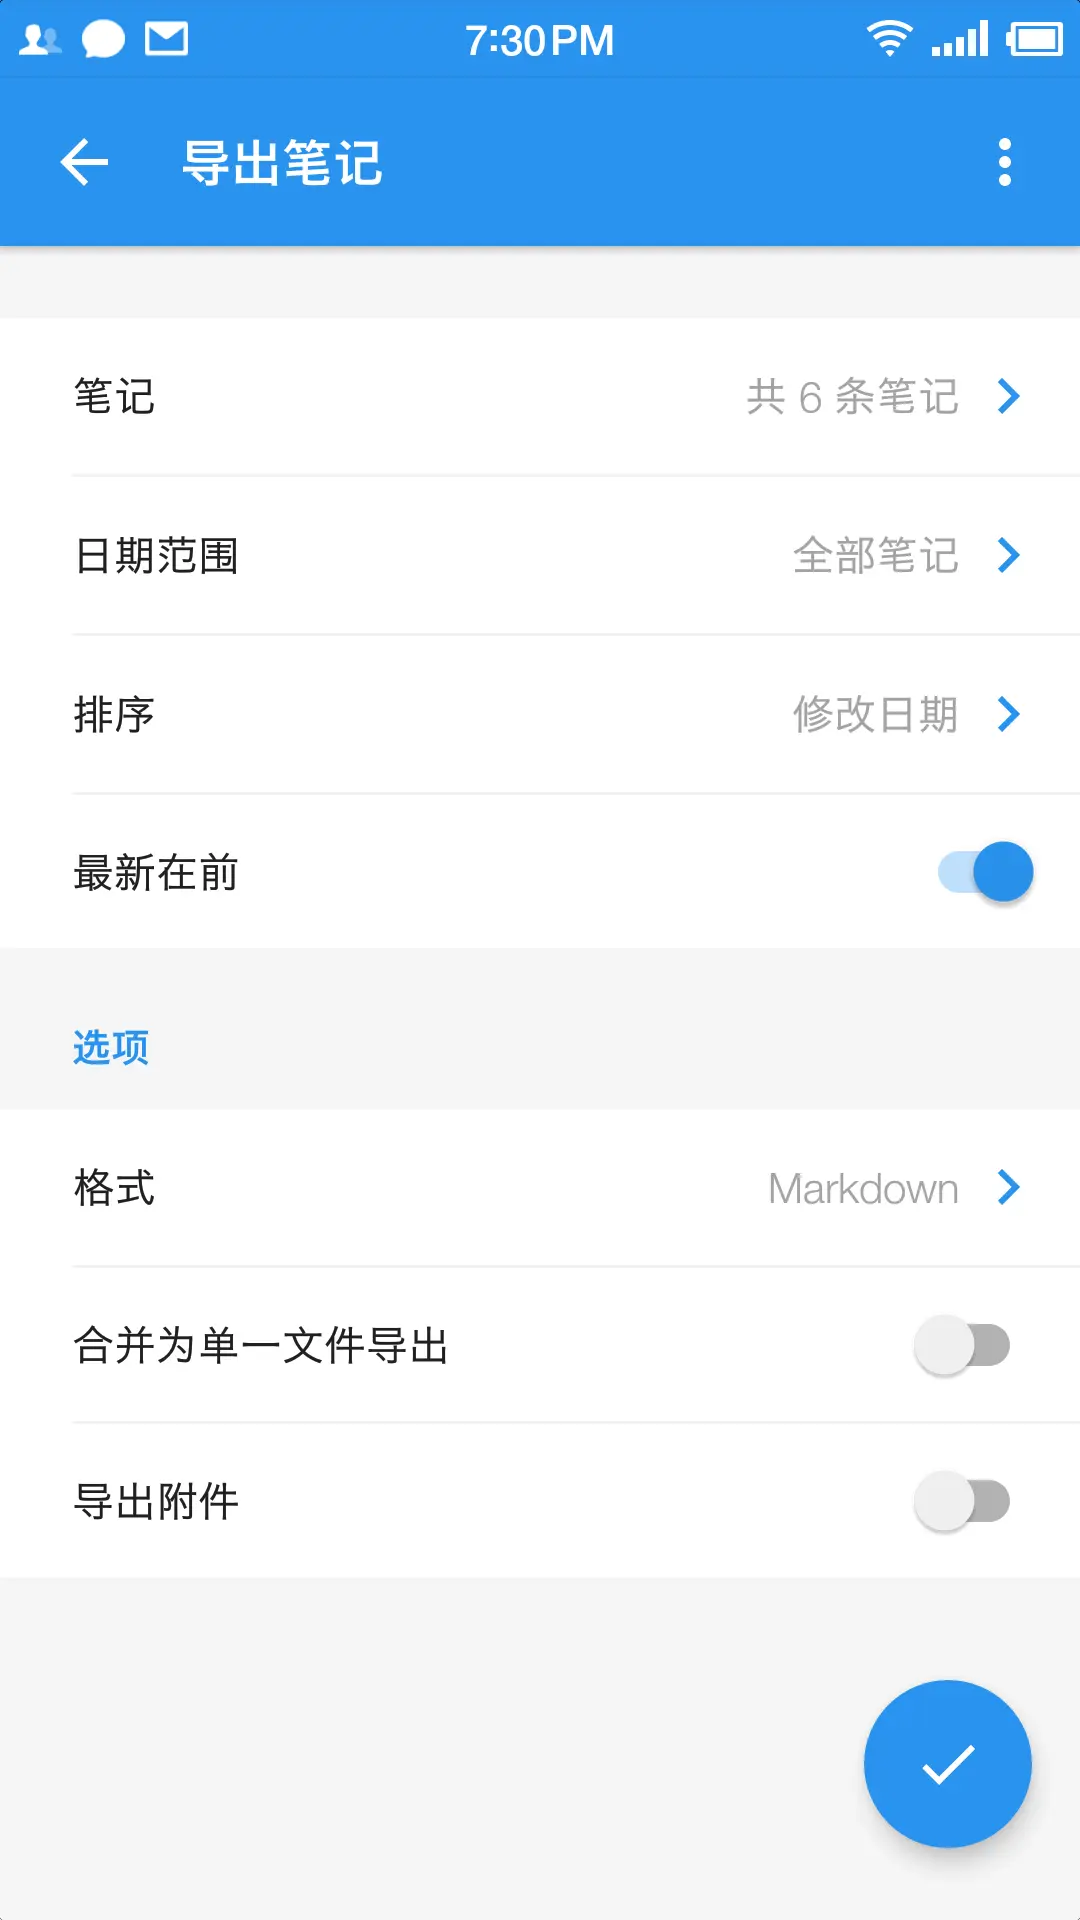 7:30PM
导出笔记
笔记 共 6 条笔记
日期范围 全部笔记
排序 修改日期
最新在前
选项
格式 Markdown
合并为单一文件导出
导出附件